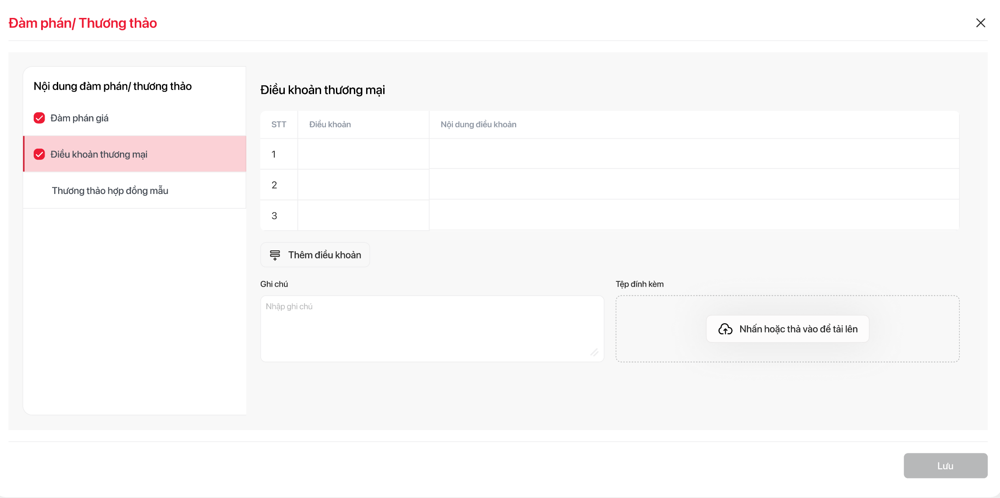 Đàm phán/ Thương thảo
Nội dung đàm phán/ thương thảo
Đàm phán giá
Điều khoản thương mại
Thương thảo hợp đồng mẫu
Điều khoản thương mại
STT Điều khoản Nội dung điều khoản
1
2
3
Thêm điều khoản
Ghi chú
Nhập ghi chú
Tệp đính kèm
Nhấn hoặc thả vào để tải lên
Lưu